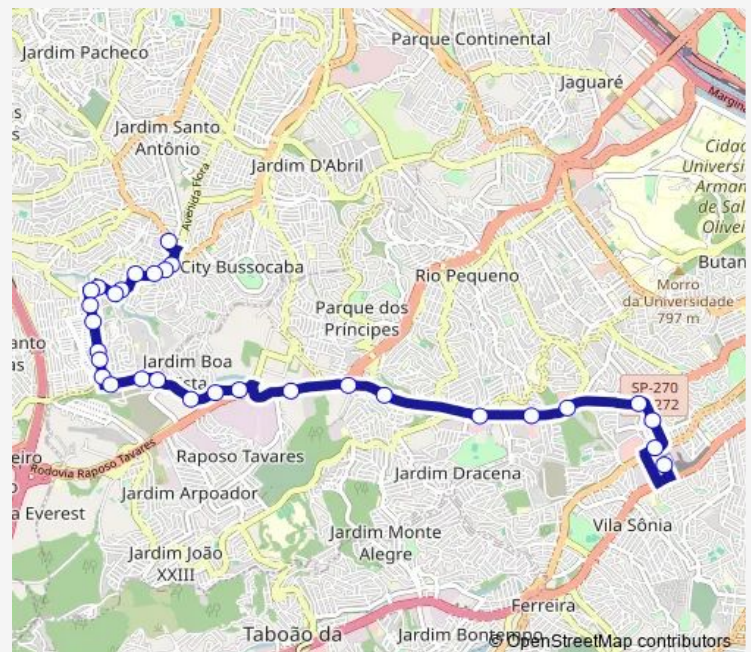 Parque Continental
Jardim Pacheco
Jaguaré
Jardim Santo
Antônio
Jardim D'Abril
Avenida Flora
City Bussocaba
Rio Pequeno
Morro
da Universidade
797 m
Parque dos
Príncipes
Jardim Boa
SP-270
272
Rodovia Raposo Tavares
Raposo Tavares
Jardim Dracena
Jardim Arpoador
Everest
Vila Sônia
Jardim Monte
Alegre
Jardim João
XXIII
Ferreira
Taboão da
Jardim Bontempo
© OpenStreetMap contributors